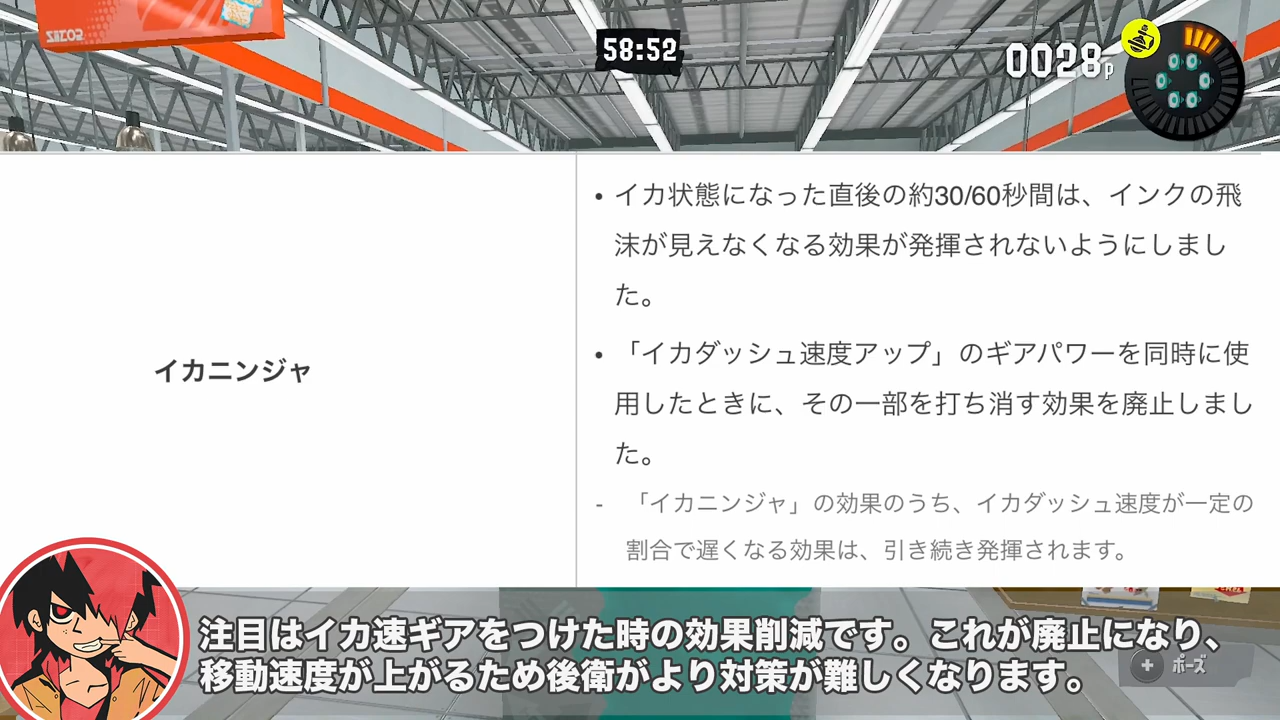 58:52
0028p
イカニンジャ
• イカ状態になった直後の約30/60秒間は、インクの飛
沫が見えなくなる効果が発揮されないようにしまし
た。
• 「イカダッシュ速度アップ」のギアパワーを同時に使
用したときに、その一部を打ち消す効果を廃止しまし
た。
- 「イカニンジャ」の効果のうち、イカダッシュ速度が一定の
割合で遅くなる効果は、引き続き発揮されます。
注目はイカ速ギアをつけた時の効果削減です。これが廃止になり、
移動速度が上がるため後衛がより対策が難しくなります。
+ ポーズ